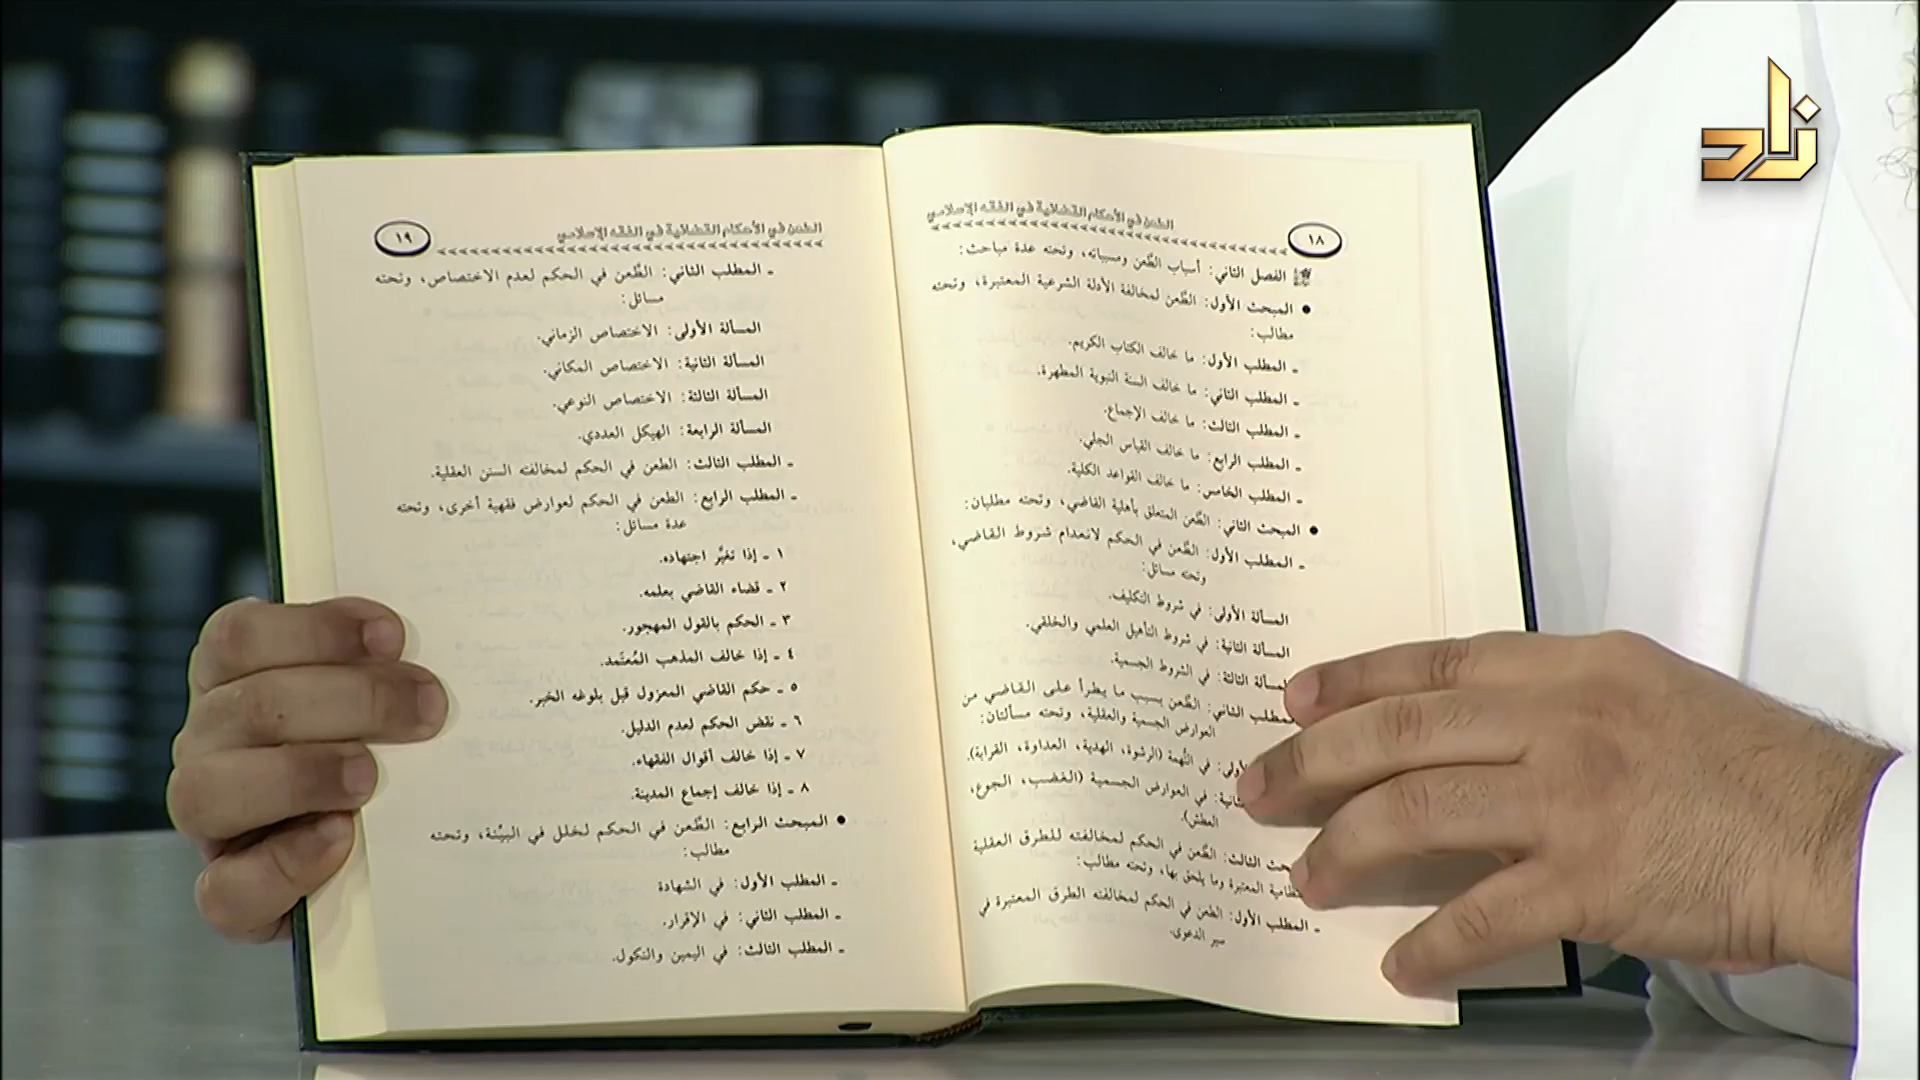 زاد
١٨
الطعن في الأحكام القضائية في الفقه الإسلامي
الفصل الثاني: أسباب الطَّعن ومسبباته، وتحته عدة مباحث:
● المبحث الأول: الطَّعن لمخالفة الأدلة الشرعية المعتبرة، وتحته
مطالب:
ـ المطلب الأول: ما خالف الكتاب الكريم.
ـ المطلب الثاني: ما خالف السنة النبوية المطهرة.
ـ المطلب الثالث: ما خالف الإجماع.
ـ المطلب الرابع: ما خالف القياس الجلي.
ـ المطلب الخامس: ما خالف القواعد الكلية.
● المبحث الثاني: الطَّعن المتعلق بأهلية القاضي، وتحته مطلبان:
ـ المطلب الأول: الطَّعن في الحكم لانعدام شروط القاضي،
وتحته مسائل:
المسألة الأولى: في شروط التكليف.
المسألة الثانية: في شروط التأهيل العلمي والخلقي.
المسألة الثالثة: في الشروط الجسمية.
المطلب الثاني: الطَّعن بسبب ما يطرأ على القاضي من
العوارض الجسمية والعقلية، وتحته مسألتان:
في التُّهمة (الرشوة، الهدية، العداوة، القرابة).
في العوارض الجسمية (الغضب، الجوع،
العطش).
الثالث: الطَّعن في الحكم لمخالفته للطرق العقلية
المعتبرة وما يلحق بها، وتحته مطالب:
ـ المطلب الأول: الطعن في الحكم لمخالفته الطرق المعتبرة في
سير الدعوى.
الطعن في الأحكام القضائية في الفقه الإسلامي
١٩
ـ المطلب الثاني: الطَّعن في الحكم لعدم الاختصاص، وتحته
مسائل:
المسألة الأولى: الاختصاص الزماني.
المسألة الثانية: الاختصاص المكاني.
المسألة الثالثة: الاختصاص النوعي.
المسألة الرابعة: الهيكل العددي.
ـ المطلب الثالث: الطعن في الحكم لمخالفته السنن العقلية.
ـ المطلب الرابع: الطعن في الحكم لعوارض فقهية أخرى، وتحته
عدة مسائل:
١ ـ إذا تغيَّر اجتهاده.
٢ ـ قضاء القاضي بعلمه.
٣ ـ الحكم بالقول المهجور.
٤ ـ إذا خالف المذهب المُعتَمد.
٥ ـ حكم القاضي المعزول قبل بلوغه الخبر.
٦ ـ نقض الحكم لعدم الدليل.
٧ ـ إذا خالف أقوال الفقهاء.
٨ ـ إذا خالف إجماع المدينة.
● المبحث الرابع: الطَّعن في الحكم لخلل في البيِّنة، وتحته
مطالب:
ـ المطلب الأول: في الشهادة
ـ المطلب الثاني: في الإقرار.
ـ المطلب الثالث: في اليمين والنكول.